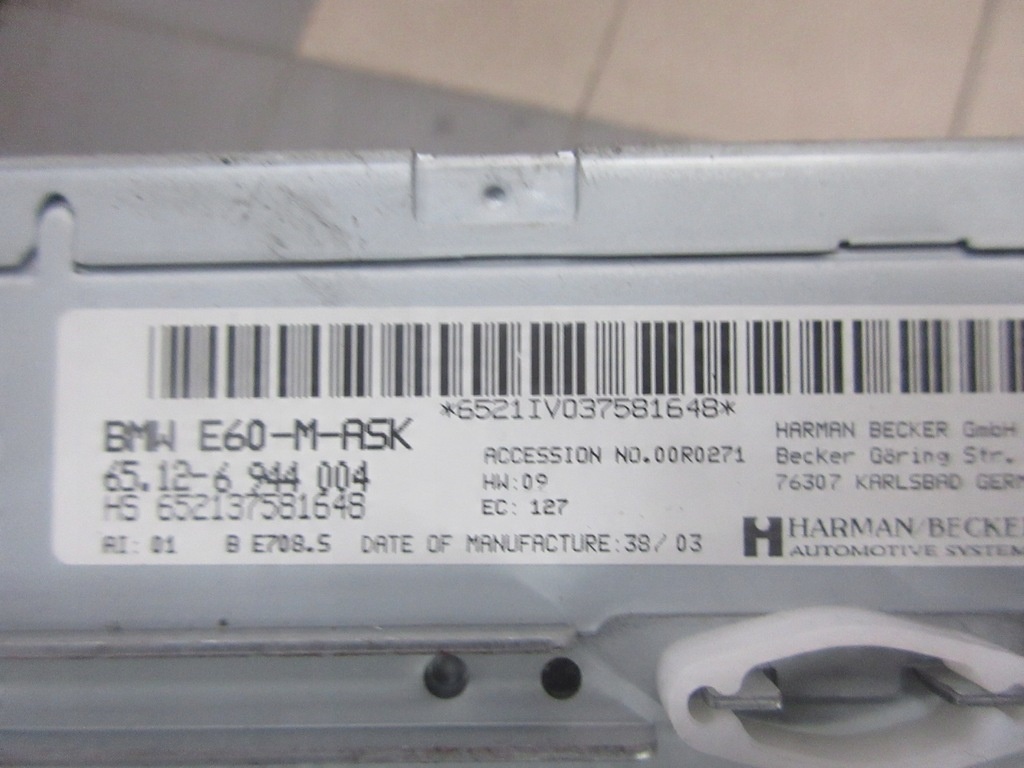 *6521IV037581648*
BMW E60-M-ASK
65.12-6 944 004
HS 652137581648
AI: 01 B E708.5 DATE OF MANUFACTURE:38/03
ACCESSION NO.00R0271
HW:09
EC: 127
HARMAN BECKER GmbH
Becker Göring Str.
76307 KARLSBAD GERM
HARMAN/BECKER
AUTOMOTIVE SYSTEM